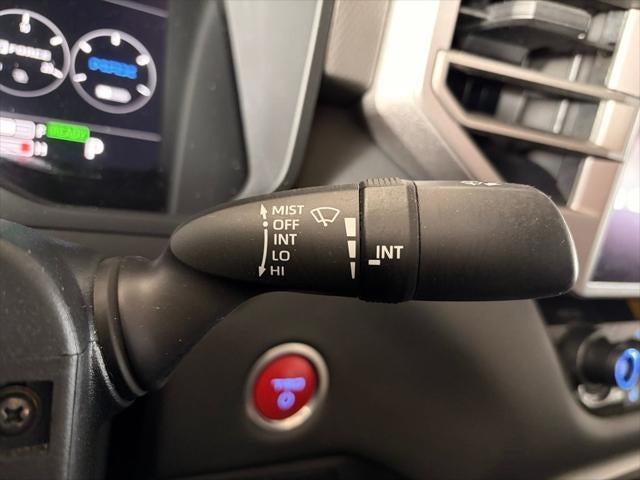 READY
P
MIST
OFF
INT
LO
HI
INT